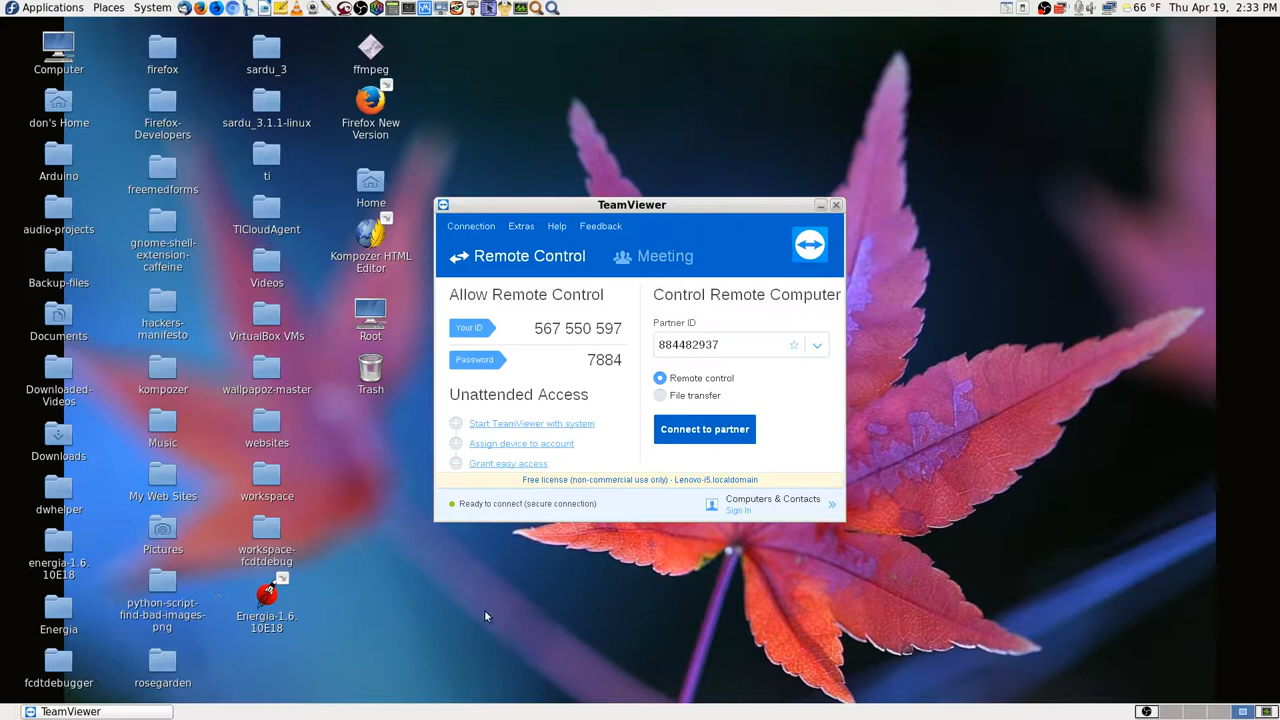 Applications Places System
66 °F Thu Apr 19, 2:33 PM
Computer
don's Home
Arduino
audio-projects
Backup-files
Documents
Downloaded-
Videos
Downloads
dwhelper
energia-1.6.
10E18
Energia
fcdtdebugger
firefox
Firefox-
Developers
freemedforms
gnome-shell-
extension-
caffeine
hackers-
manifesto
kompozer
Music
My Web Sites
Pictures
python-script-
find-bad-images-
png
rosegarden
sardu_3
sardu_3.1.1-linux
ti
TICloudAgent
Videos
VirtualBox VMs
wallpapoz-master
websites
workspace
workspace-
fcdtdebug
Energia-1.6.
10E18
ffmpeg
Firefox New
Version
Home
Kompozer HTML
Editor
Root
Trash
TeamViewer
Connection Extras Help Feedback
Remote Control Meeting
Allow Remote Control
Your ID 567 550 597
Password 7884
Unattended Access
Start TeamViewer with system
Assign device to account
Grant easy access
Control Remote Computer
Partner ID
884482937
Remote control
File transfer
Connect to partner
Free license (non-commercial use only) - Lenovo-i5.localdomain
Ready to connect (secure connection)
Computers & Contacts
Sign In
TeamViewer